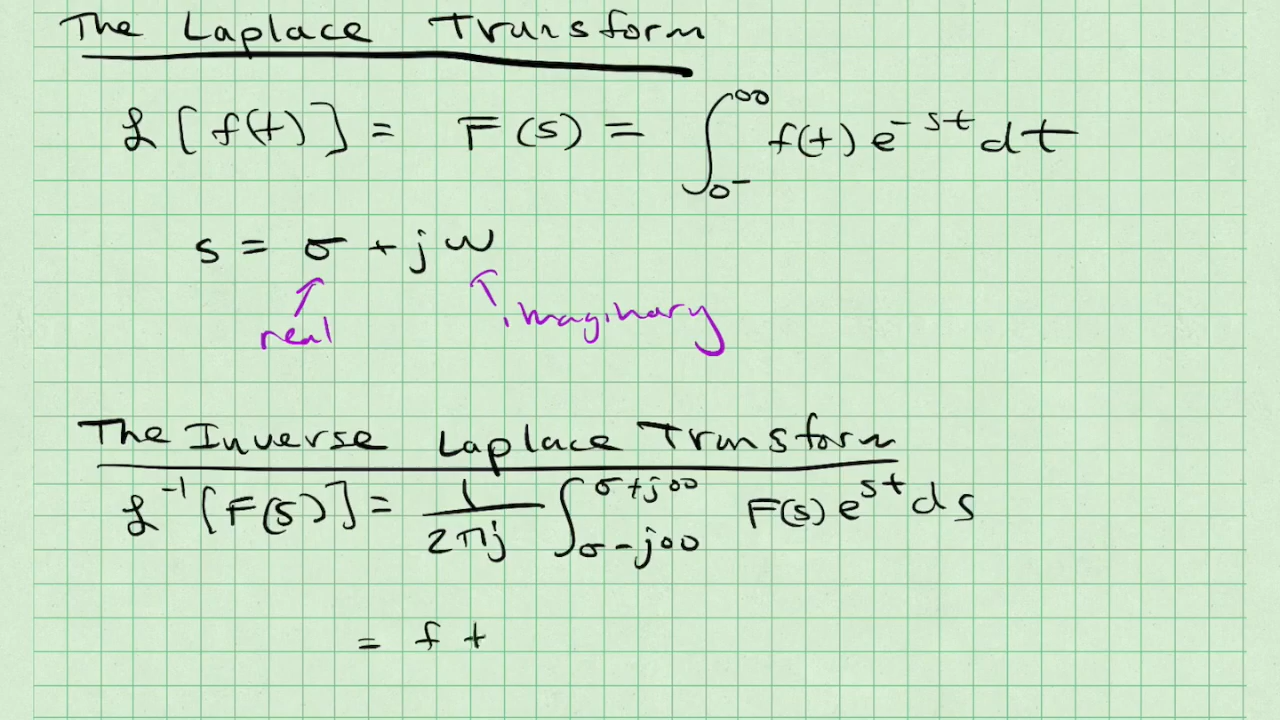 The Laplace Transform
ℒ[f(t)] = F(s) = ∫₀₋^∞ f(t) e^{-st} dt
s = σ + jω
real imaginary
The Inverse Laplace Transform
ℒ⁻¹[F(s)] = 1/(2πj) ∫_{σ-j∞}^{σ+j∞} F(s) e^{st} ds
= f t